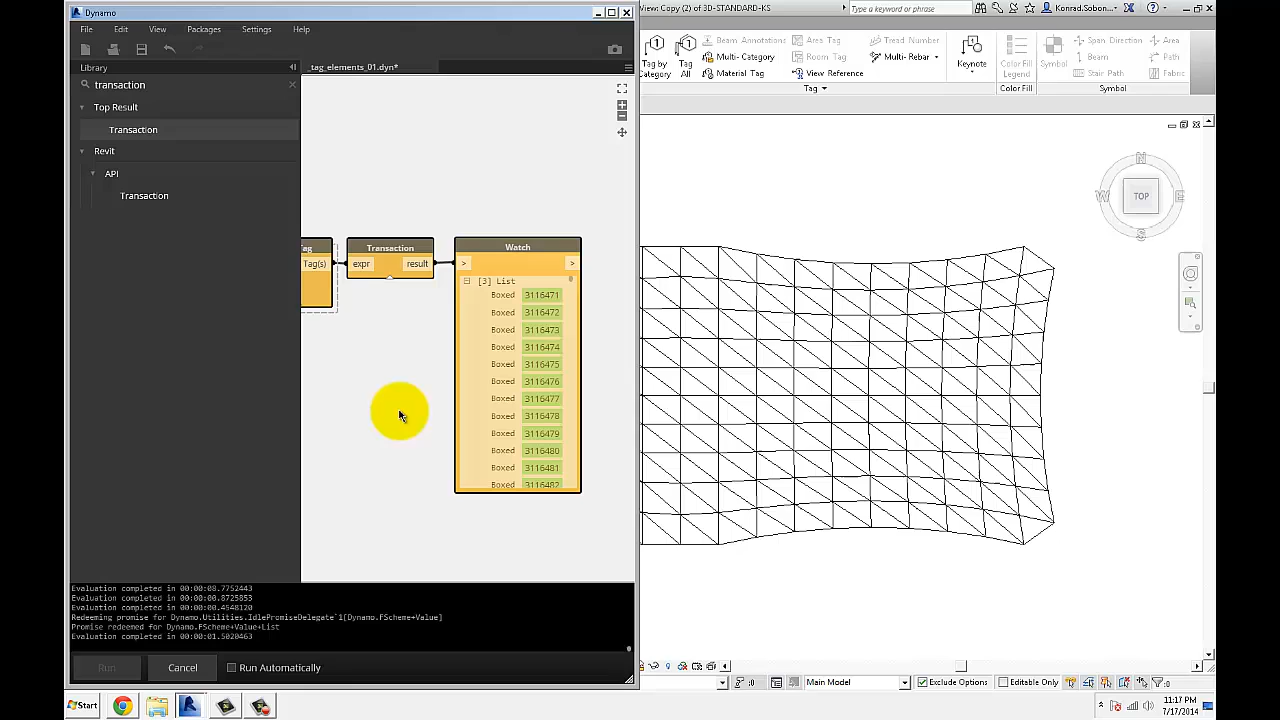 Dynamo
File Edit View Packages Settings Help
Library
_tag_elements_01.dyn*
transaction
Top Result
Transaction
Revit
API
Transaction
Tag(s)
Transaction
expr result
Watch
> >
[3] List
Boxed 3116471
Boxed 3116472
Boxed 3116473
Boxed 3116474
Boxed 3116475
Boxed 3116476
Boxed 3116477
Boxed 3116478
Boxed 3116479
Boxed 3116480
Boxed 3116481
Boxed 3116482
Evaluation completed in 00:00:08.7752443
Evaluation completed in 00:00:0.8725853
Evaluation completed in 00:00:0.4548120
Redeeming promise for Dynamo.Utilities.IdlePromiseDelegate`1[Dynamo.FScheme+Value]
Promise redeemed for Dynamo.FScheme+Value+List
Evaluation completed in 00:00:01.5020463
Run Cancel Run Automatically
View: Copy (2) of 3D-STANDARD-KS
Type a keyword or phrase
Konrad.Sobon...
Tag by Category
Tag All
Beam Annotations
Multi- Category
Material Tag
Area Tag
Room Tag
View Reference
Tread Number
Multi- Rebar
Keynote
Tag
Color Fill Legend
Color Fill
Symbol
Span Direction
Beam
Stair Path
Area
Path
Fabric
Symbol
N
W TOP E
S
:0
Main Model
Exclude Options
Editable Only
:0
Start
11:17 PM
7/17/2014